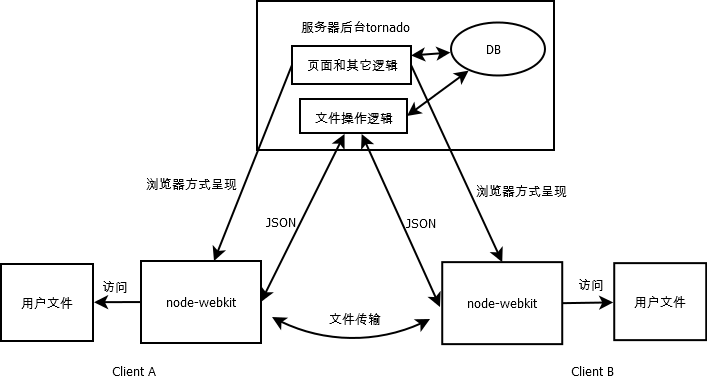 服务器后台tornado
页面和其它逻辑
DB
文件操作逻辑
浏览器方式呈现
浏览器方式呈现
JSON
JSON
用户文件
访问
node-webkit
文件传输
node-webkit
访问
用户文件
Client A
Client B